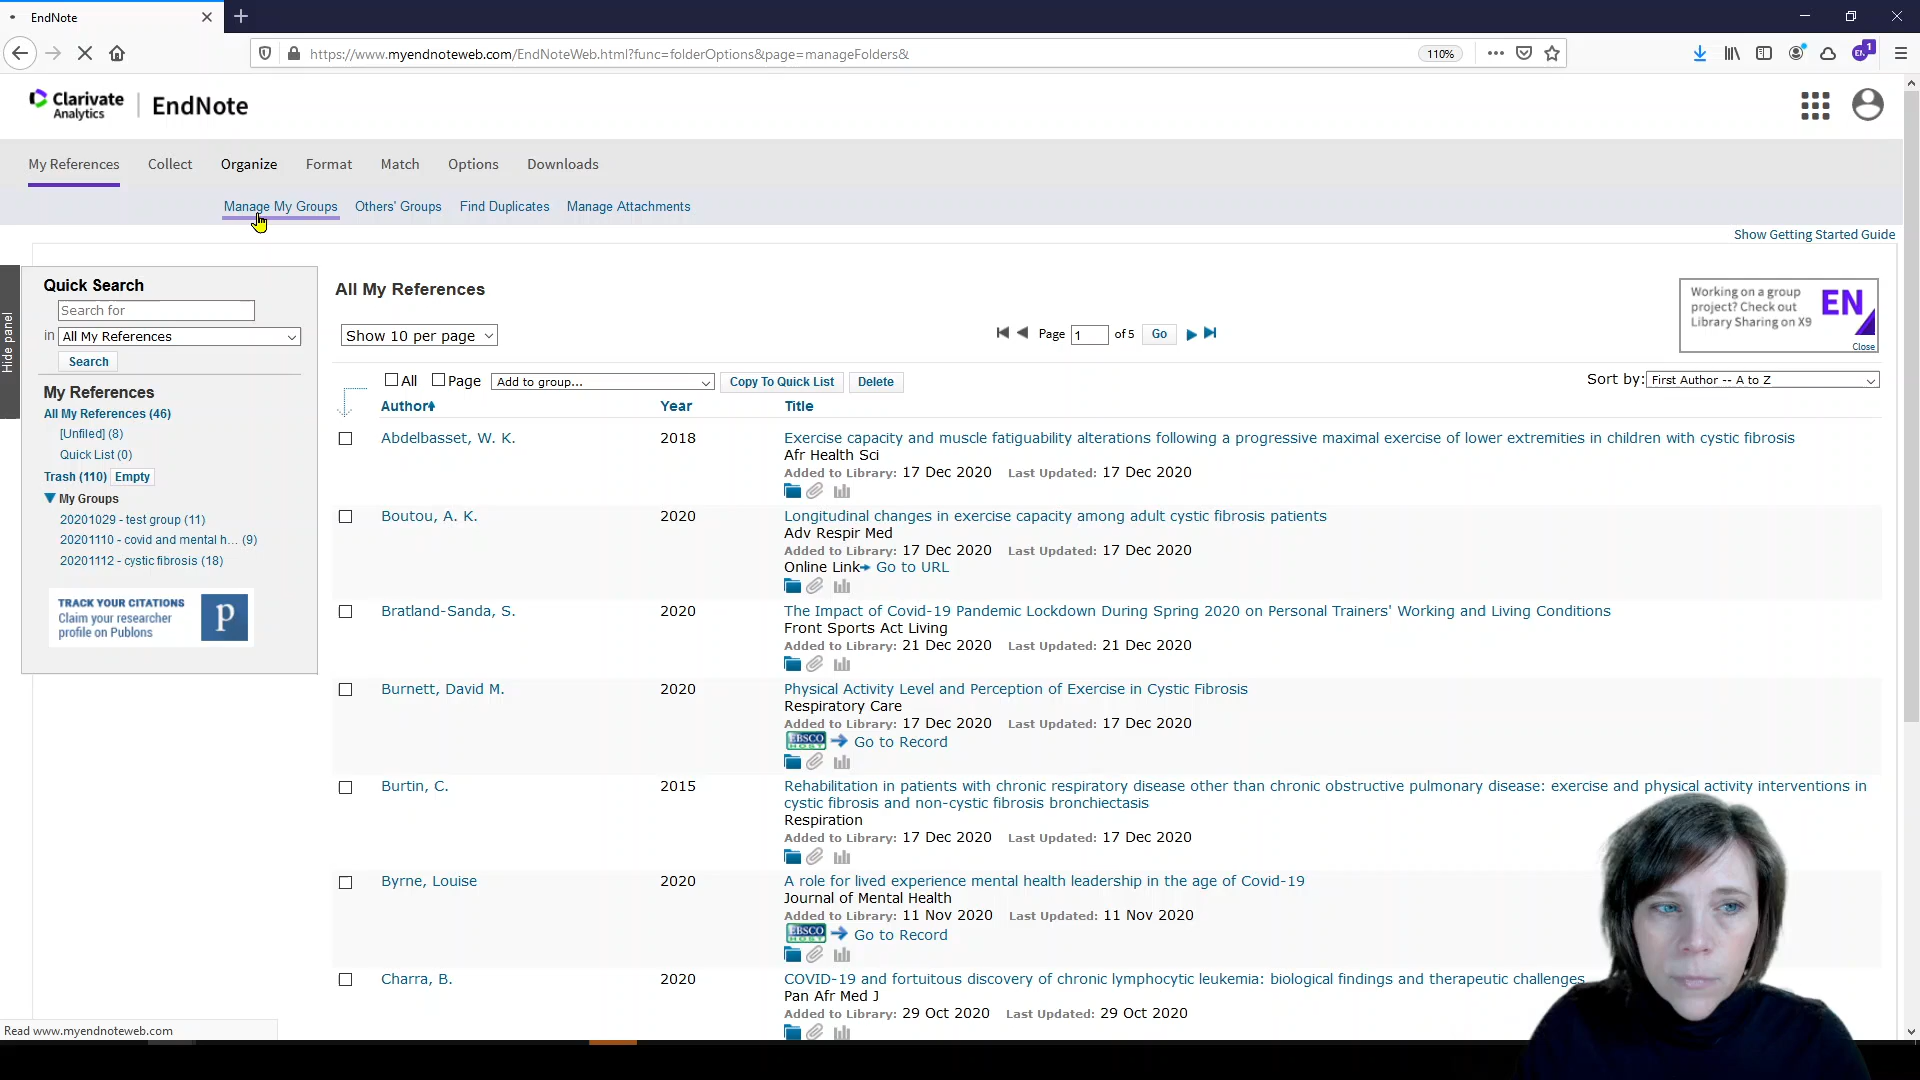 EndNote
https://www.myendnoteweb.com/EndNoteWeb.html?func=folderOptions&page=manageFolders&
110%
1
Clarivate
Analytics
EndNote
My References
Collect
Organize
Format
Match
Options
Downloads
Manage My Groups
Others' Groups
Find Duplicates
Manage Attachments
Show Getting Started Guide
Hide panel
Quick Search
Search for
in All My References
Search
My References
All My References (46)
[Unfiled] (8)
Quick List (0)
Trash (110) Empty
My Groups
20201029 - test group (11)
20201110 - covid and mental h... (9)
20201112 - cystic fibrosis (18)
TRACK YOUR CITATIONS
Claim your researcher
profile on Publons
p
All My References
Show 10 per page
Page 1 of 5 Go
Working on a group
project? Check out
Library Sharing on X9
EN
Close
All Page Add to group... Copy To Quick List Delete
Sort by: First Author -- A to Z
Author Year Title
Abdelbasset, W. K. 2018 Exercise capacity and muscle fatiguability alterations following a progressive maximal exercise of lower extremities in children with cystic fibrosis
Afr Health Sci
Added to Library: 17 Dec 2020 Last Updated: 17 Dec 2020
Boutou, A. K. 2020 Longitudinal changes in exercise capacity among adult cystic fibrosis patients
Adv Respir Med
Added to Library: 17 Dec 2020 Last Updated: 17 Dec 2020
Online Link Go to URL
Bratland-Sanda, S. 2020 The Impact of Covid-19 Pandemic Lockdown During Spring 2020 on Personal Trainers' Working and Living Conditions
Front Sports Act Living
Added to Library: 21 Dec 2020 Last Updated: 21 Dec 2020
Burnett, David M. 2020 Physical Activity Level and Perception of Exercise in Cystic Fibrosis
Respiratory Care
Added to Library: 17 Dec 2020 Last Updated: 17 Dec 2020
EBSCO HOST Go to Record
Burtin, C. 2015 Rehabilitation in patients with chronic respiratory disease other than chronic obstructive pulmonary disease: exercise and physical activity interventions in
cystic fibrosis and non-cystic fibrosis bronchiectasis
Respiration
Added to Library: 17 Dec 2020 Last Updated: 17 Dec 2020
Byrne, Louise 2020 A role for lived experience mental health leadership in the age of Covid-19
Journal of Mental Health
Added to Library: 11 Nov 2020 Last Updated: 11 Nov 2020
EBSCO HOST Go to Record
Charra, B. 2020 COVID-19 and fortuitous discovery of chronic lymphocytic leukemia: biological findings and therapeutic challenges
Pan Afr Med J
Added to Library: 29 Oct 2020 Last Updated: 29 Oct 2020
Read www.myendnoteweb.com